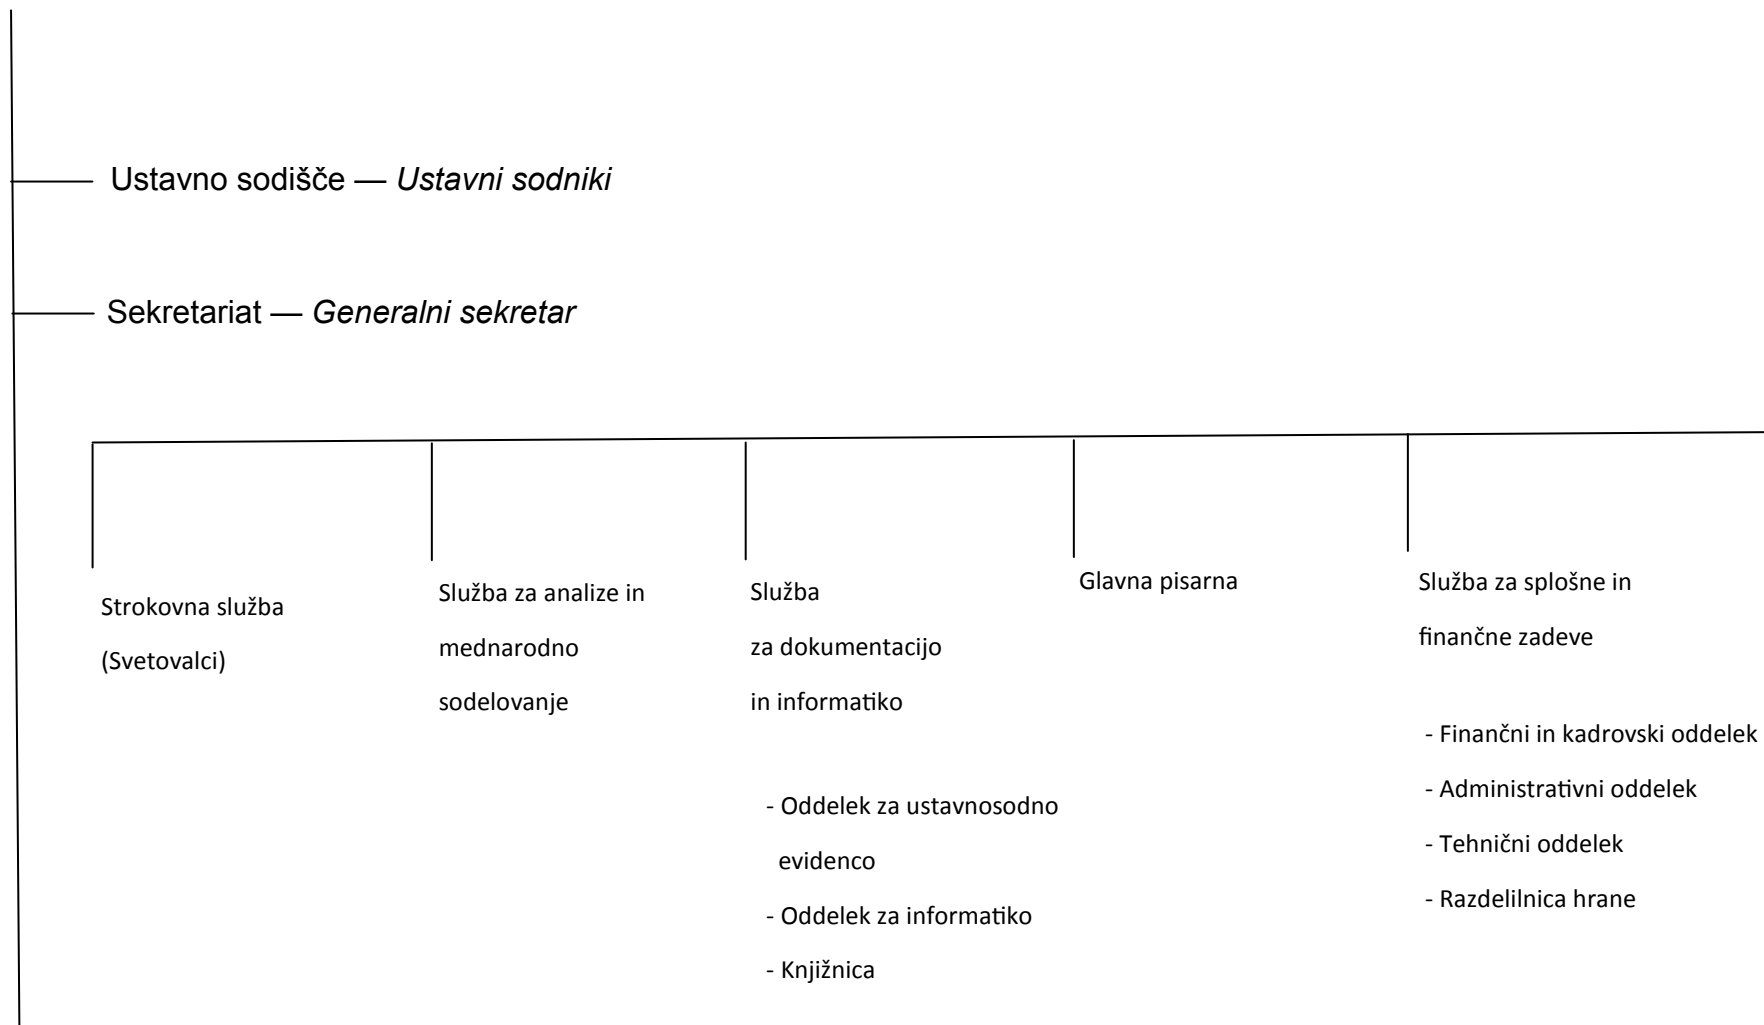 Ustavno sodišče — Ustavni sodniki
Sekretariat — Generalni sekretar
Strokovna služba
(Svetovalci)
Služba za analize in
mednarodno
sodelovanje
Služba
za dokumentacijo
in informatiko
- Oddelek za ustavnosodno
evidenco
- Oddelek za informatiko
- Knjižnica
Glavna pisarna
Služba za splošne in
finančne zadeve
- Finančni in kadrovski oddelek
- Administrativni oddelek
- Tehnični oddelek
- Razdelilnica hrane